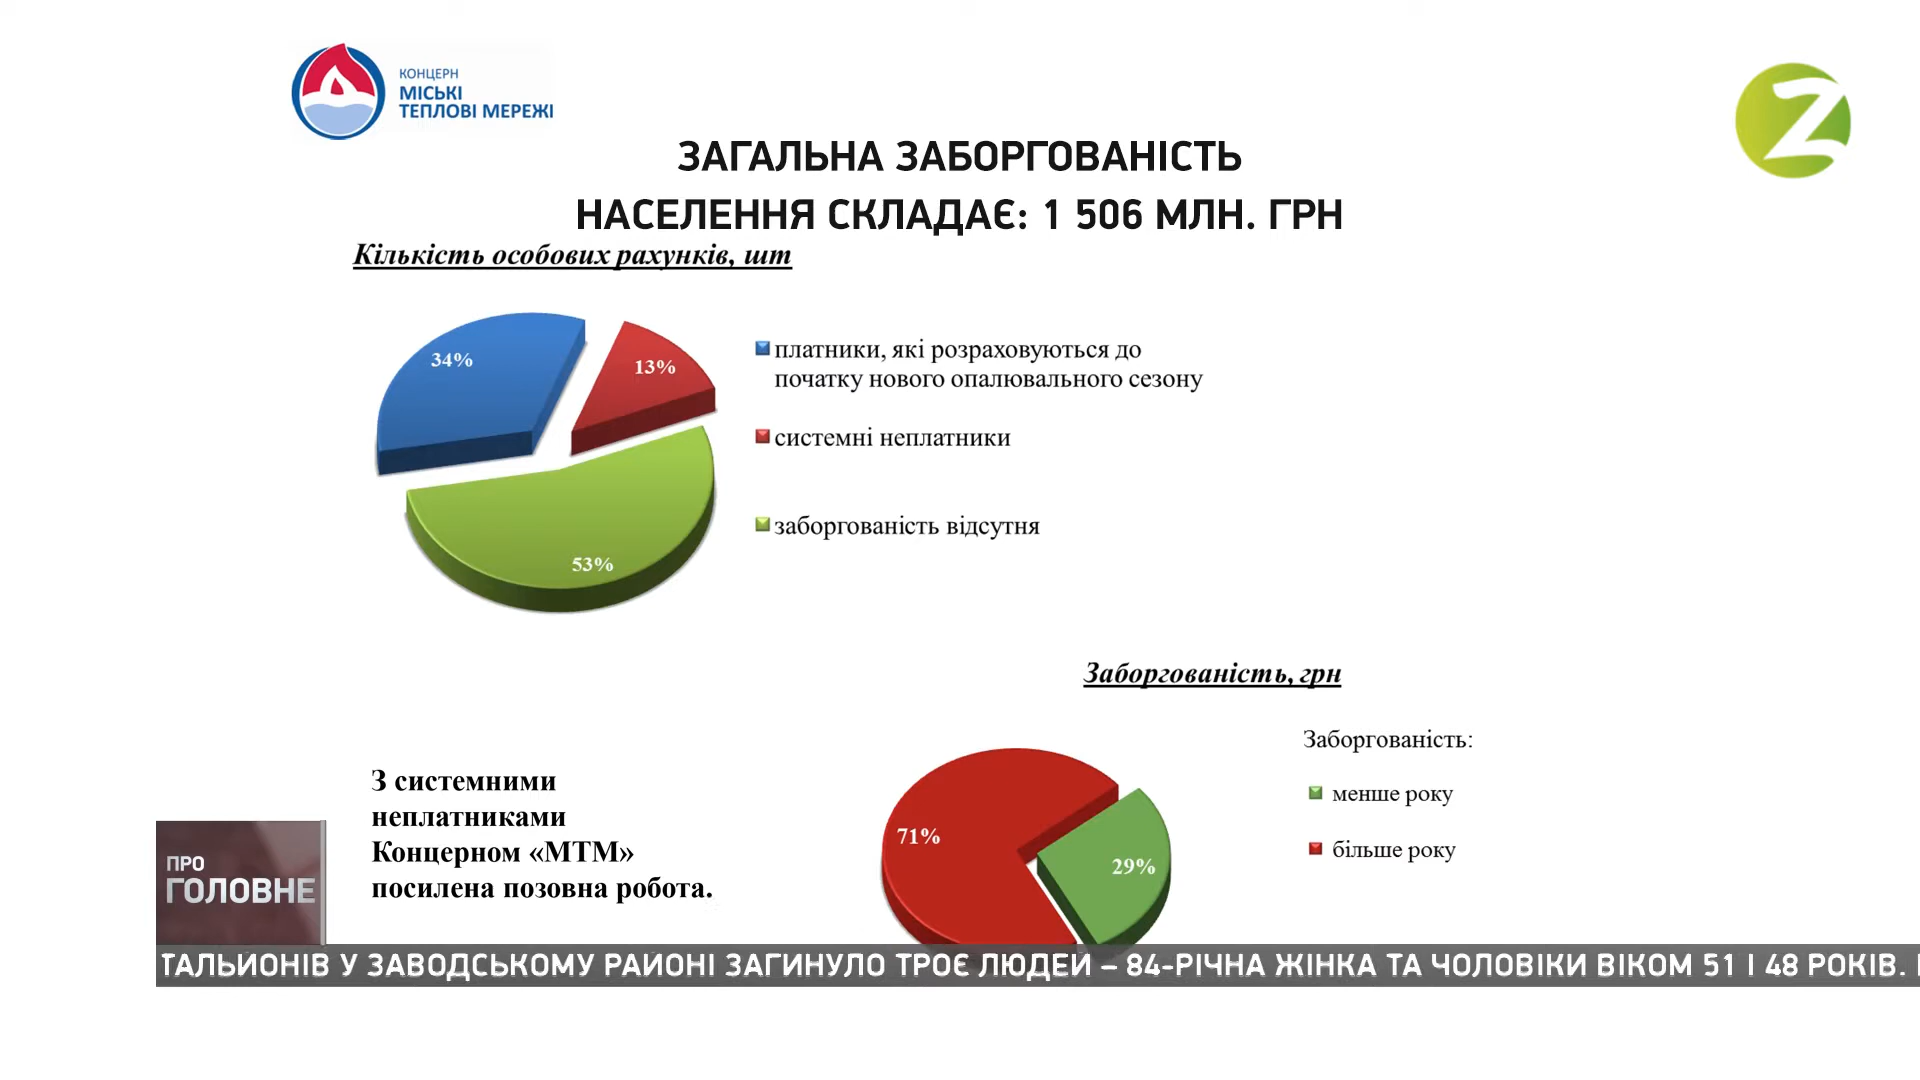 КОНЦЕРН
МІСЬКІ
ТЕПЛОВІ МЕРЕЖІ
Z
ЗАГАЛЬНА ЗАБОРГОВАНІСТЬ
НАСЕЛЕННЯ СКЛАДАЄ: 1 506 МЛН. ГРН
Кількість особових рахунків, шт
34%
13%
53%
платники, які розраховуються до
початку нового опалювального сезону
системні неплатники
заборгованість відсутня
Заборгованість, грн
71%
29%
Заборгованість:
менше року
більше року
З системними
неплатниками
Концерном «МТМ»
посилена позовна робота.
ПРО
ГОЛОВНЕ
ТАЛЬЙОНІВ У ЗАВОДСЬКОМУ РАЙОНІ ЗАГИНУЛО ТРОЄ ЛЮДЕЙ – 84-РІЧНА ЖІНКА ТА ЧОЛОВІКИ ВІКОМ 51 І 48 РОКІВ.